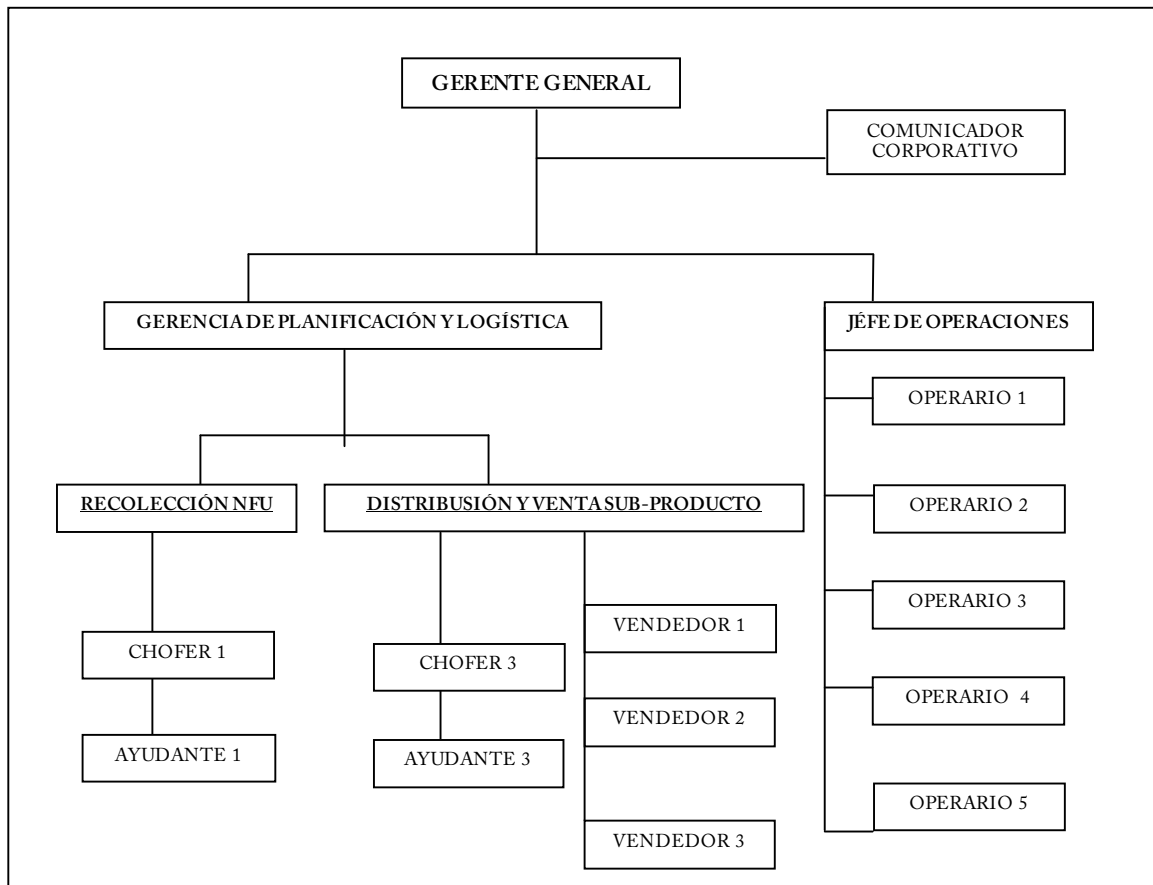 GERENTE GENERAL
COMUNICADOR
CORPORATIVO
GERENCIA DE PLANIFICACIÓN Y LOGÍSTICA
JÉFE DE OPERACIONES
OPERARIO 1
RECOLECCIÓN NFU
DISTRIBUSIÓN Y VENTA SUB-PRODUCTO
OPERARIO 2
OPERARIO 3
VENDEDOR 1
CHOFER 1
CHOFER 3
OPERARIO 4
VENDEDOR 2
AYUDANTE 1
AYUDANTE 3
OPERARIO 5
VENDEDOR 3